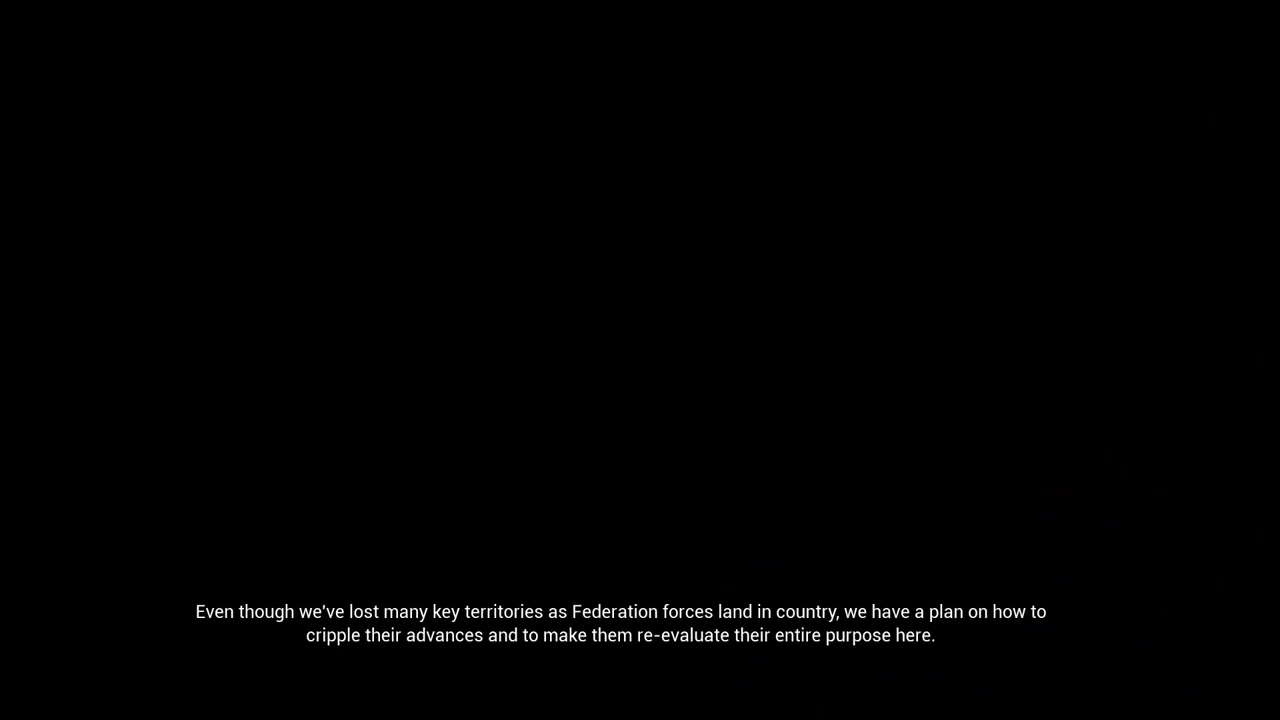 Even though we've lost many key territories as Federation forces land in country, we have a plan on how to
cripple their advances and to make them re-evaluate their entire purpose here.